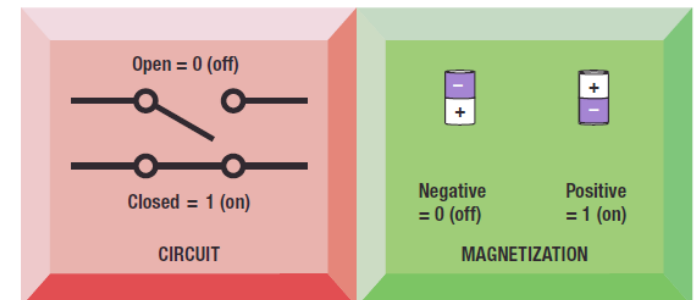 Open = 0 (off)
Closed = 1 (on)
CIRCUIT
−
+
+
−
Negative
= 0 (off)
Positive
= 1 (on)
MAGNETIZATION